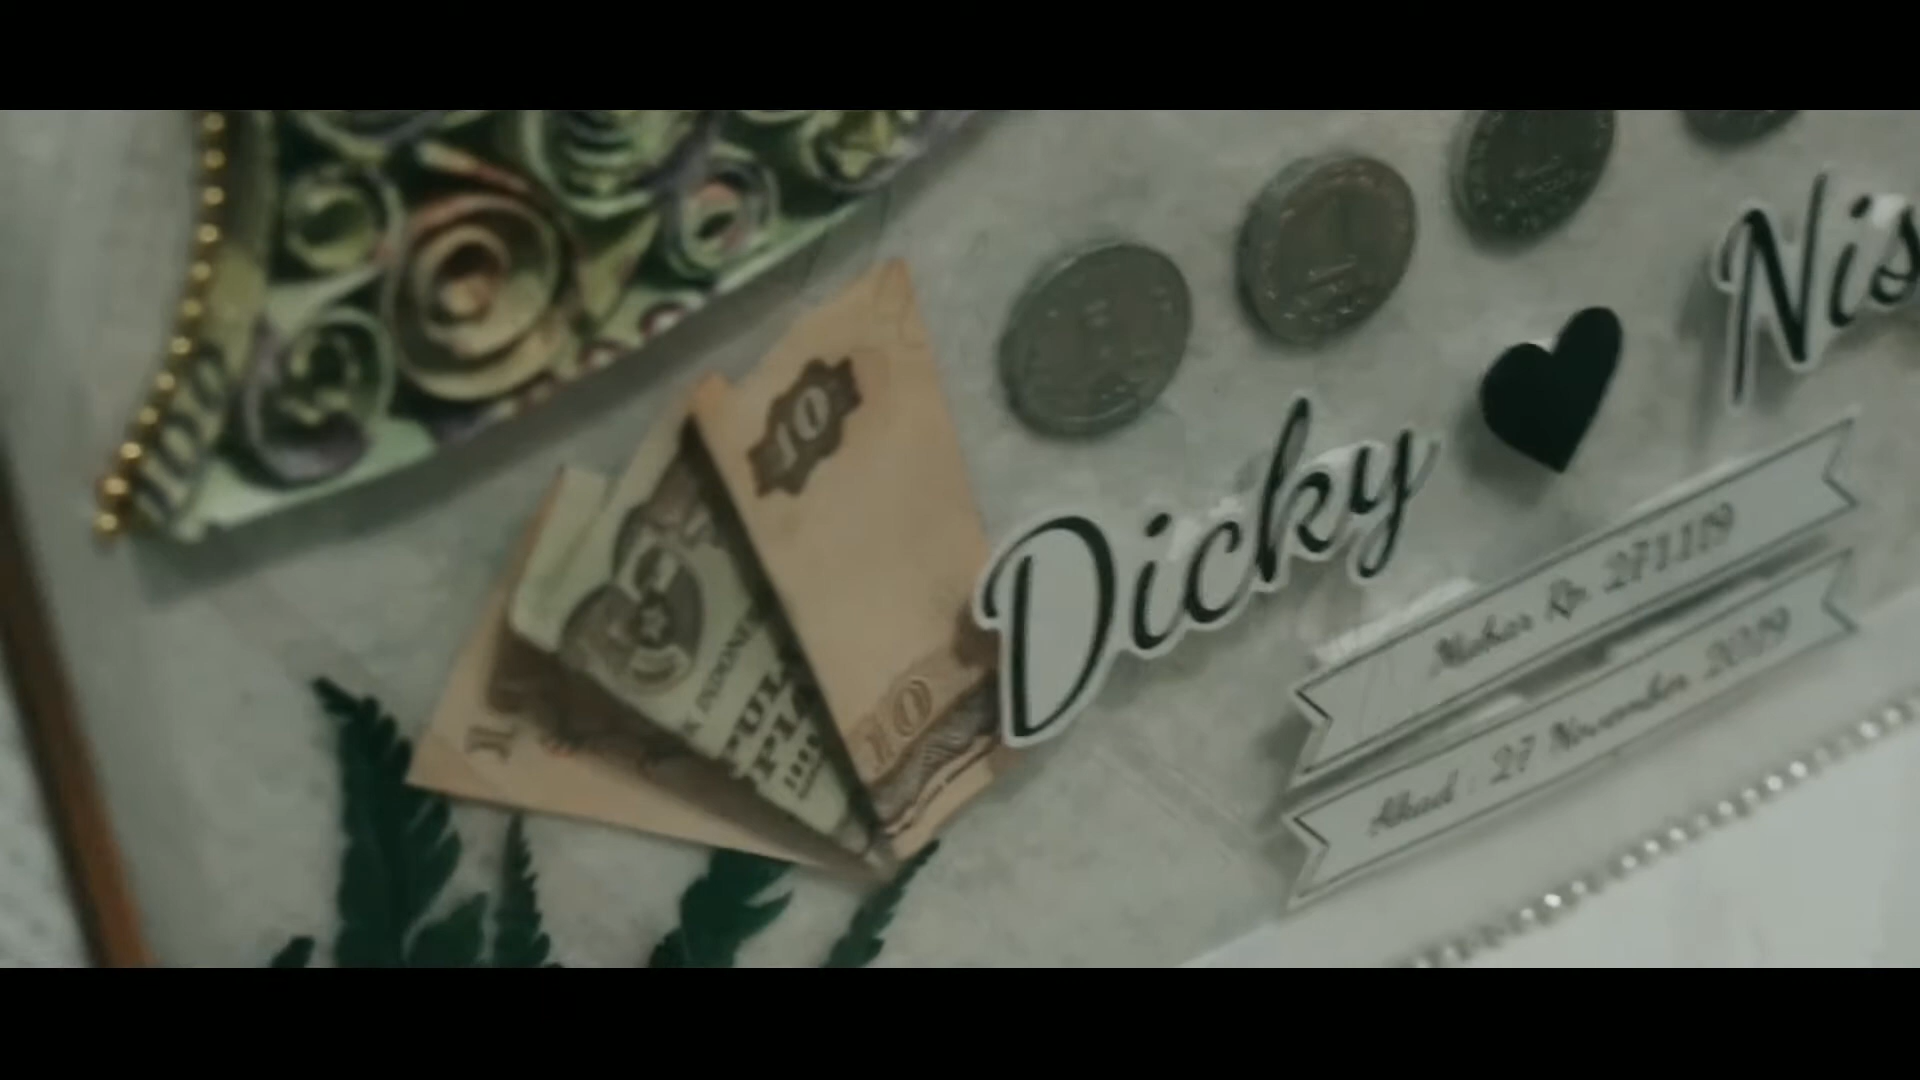 10
Dicky ♥ Nis
Mahar Rp. 271119
Akad : 27 November 2019
10